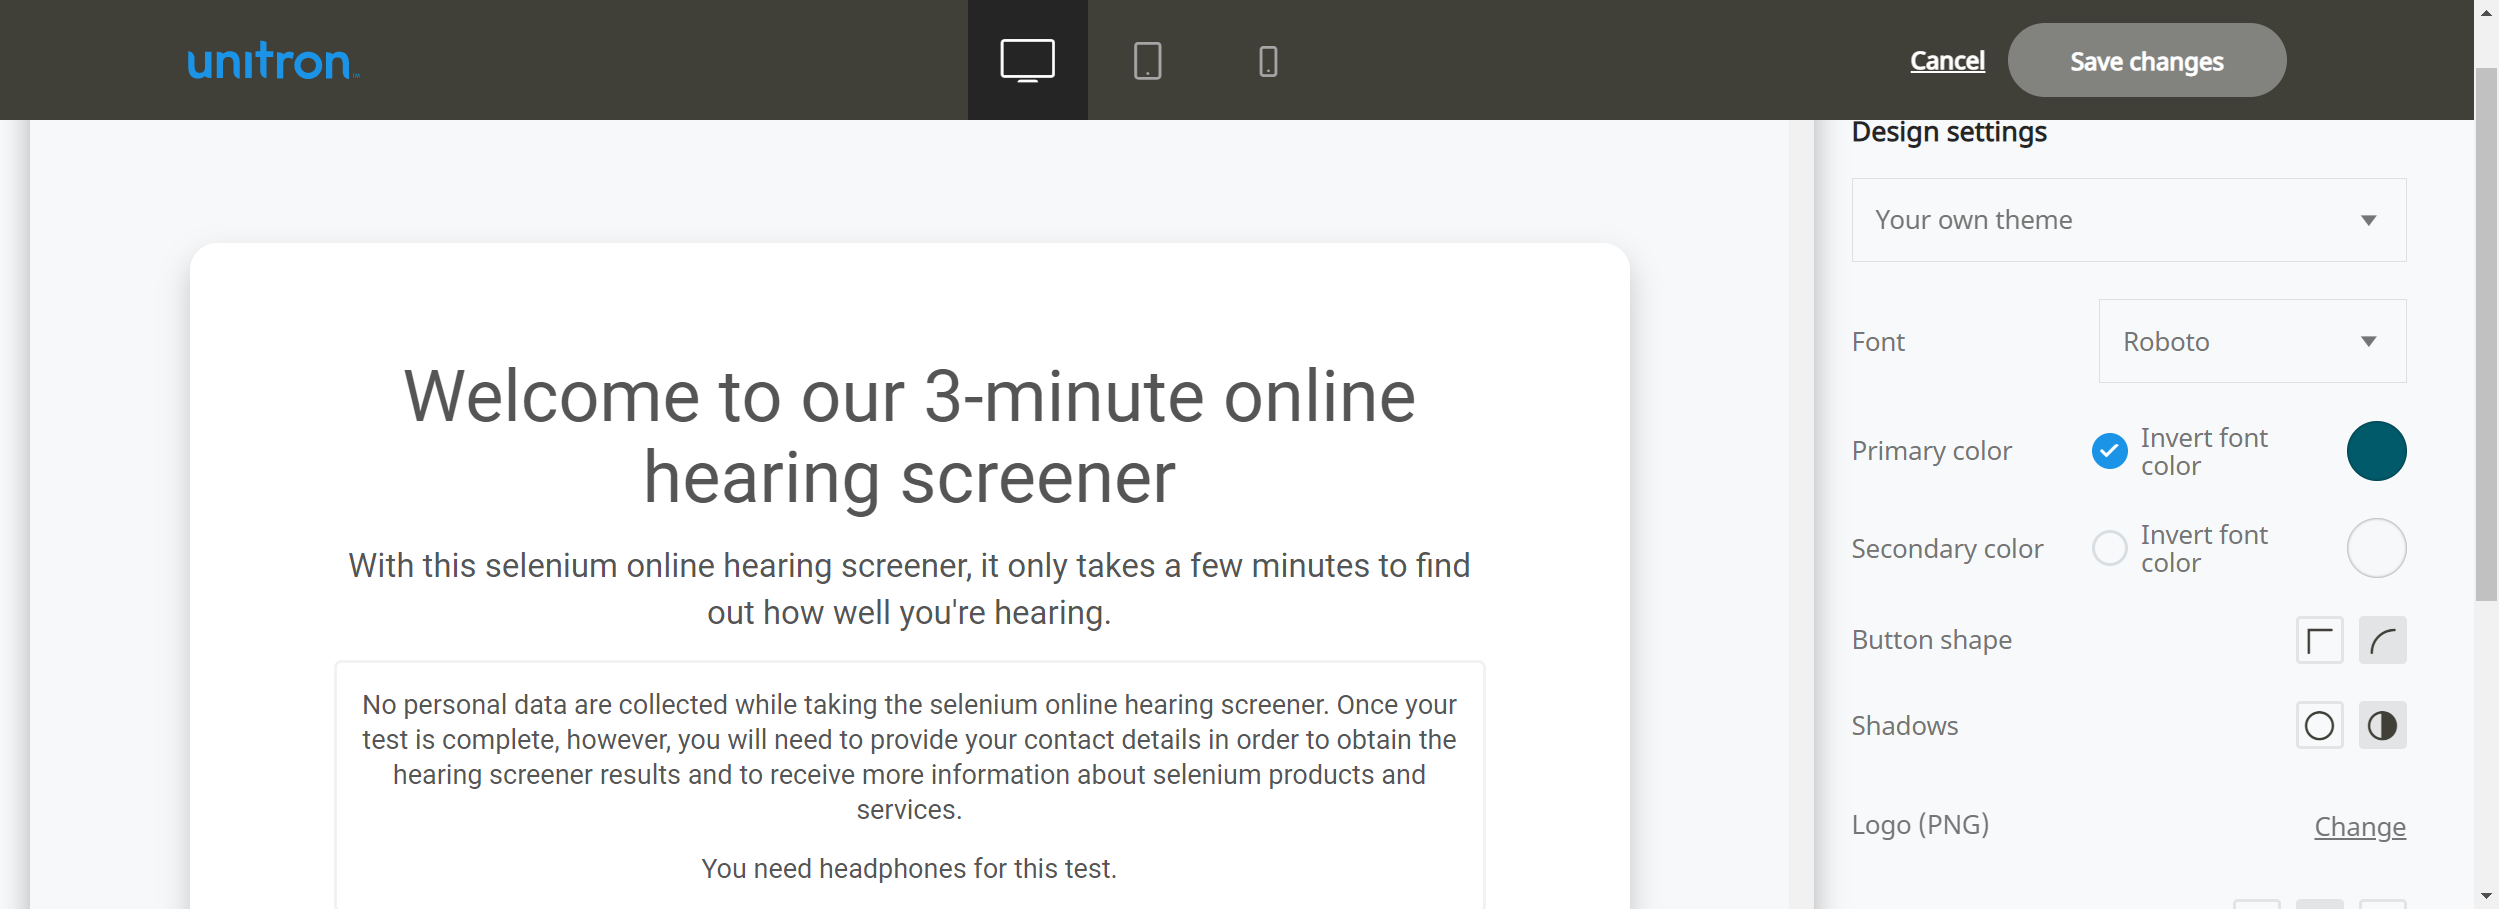 unitron™
Cancel
Save changes
Design settings
Your own theme
Font
Roboto
Primary color
Invert font
color
Secondary color
Invert font
color
Button shape
Shadows
Logo (PNG)
Change
Welcome to our 3-minute online
hearing screener
With this selenium online hearing screener, it only takes a few minutes to find
out how well you're hearing.
No personal data are collected while taking the selenium online hearing screener. Once your
test is complete, however, you will need to provide your contact details in order to obtain the
hearing screener results and to receive more information about selenium products and
services.
You need headphones for this test.